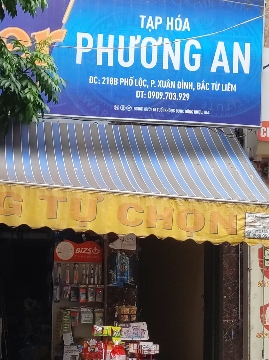 TẠP HÓA
PHƯƠNG AN
ĐC: 218B PHỐ LỘC, P. XUÂN ĐỈNH, BẮC TỪ LIÊM
ĐT: 0909.703.929
G TỰ CHỌN
BIZS